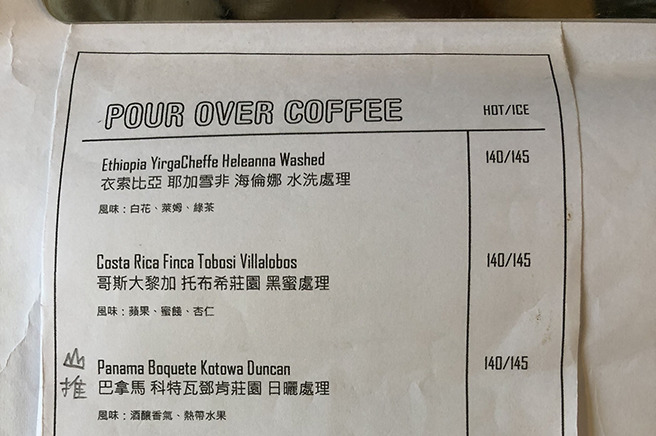 POUR OVER COFFEE HOT/ICE
Ethiopia YirgaCheffe Heleanna Washed 140/145
衣索比亞 耶加雪非 海倫娜 水洗處理
風味：白花、萊姆、綠茶
Costa Rica Finca Tobosi Villalobos 140/145
哥斯大黎加 托布希莊園 黑蜜處理
風味：蘋果、蜜餞、杏仁
Panama Boquete Kotowa Duncan 140/145
推 巴拿馬 科特瓦鄧肯莊園 日曬處理
風味：酒釀香氣、熱帶水果